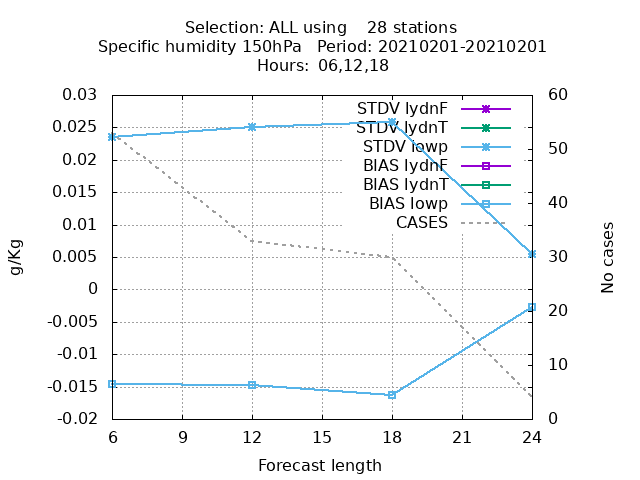 Selection: ALL using    28 stations
Specific humidity 150hPa   Period: 20210201-20210201
Hours:  06,12,18
0.03
0.025
0.02
0.015
0.01
0.005
0
-0.005
-0.01
-0.015
-0.02
g/Kg
STDV lydnF
STDV lydnT
STDV lowp
BIAS lydnF
BIAS lydnT
BIAS lowp
CASES
60
50
40
30
20
10
0
No cases
6 9 12 15 18 21 24
Forecast length